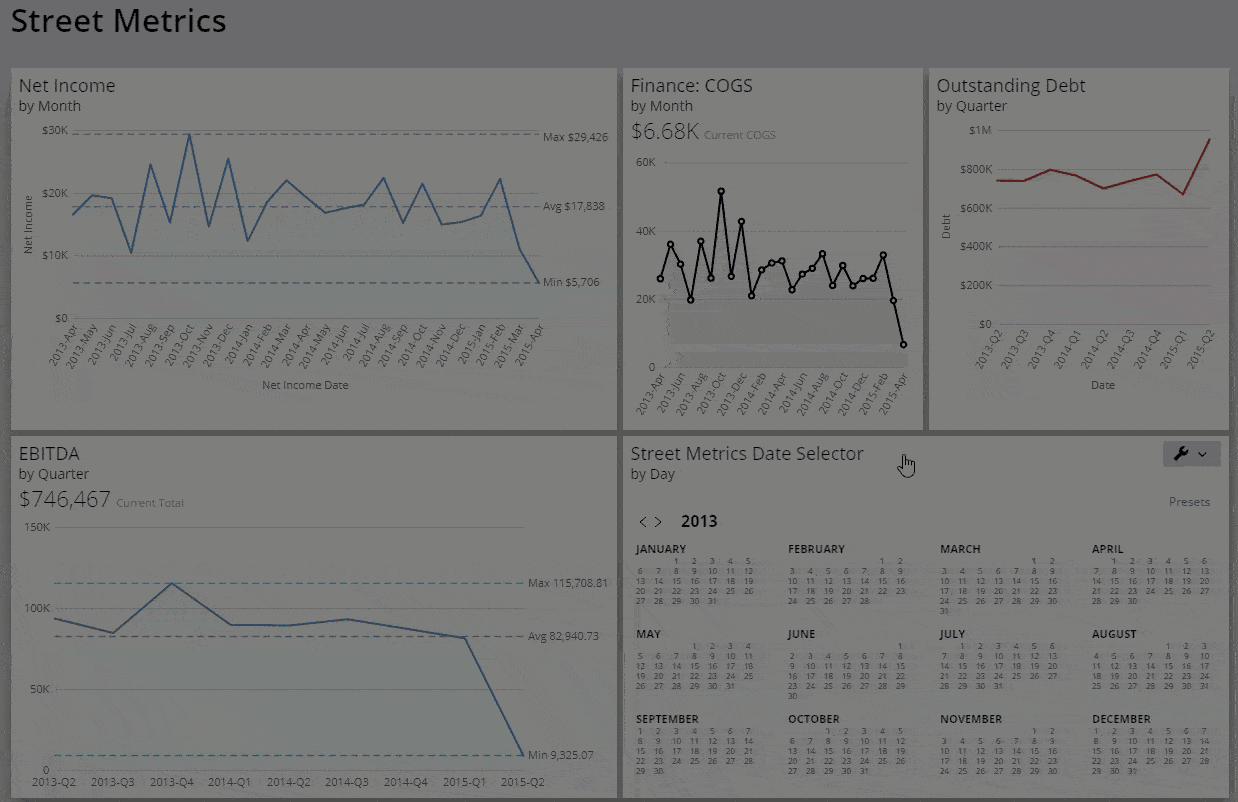 Street Metrics
Net Income
by Month
$30K
$20K
$10K
$0
Net Income
Max $29,426
Avg $17,838
Min $5,706
2013-Apr
2013-May
2013-Jun
2013-Jul
2013-Aug
2013-Sep
2013-Oct
2013-Nov
2013-Dec
2014-Jan
2014-Feb
2014-Mar
2014-Apr
2014-May
2014-Jun
2014-Jul
2014-Aug
2014-Sep
2014-Oct
2014-Nov
2014-Dec
2015-Jan
2015-Feb
2015-Mar
2015-Apr
Net Income Date
Finance: COGS
by Month
$6.68K Current COGS
60K
40K
20K
0
2013-Apr
2013-Jun
2013-Aug
2013-Oct
2013-Dec
2014-Feb
2014-Apr
2014-Jun
2014-Aug
2014-Oct
2014-Dec
2015-Feb
2015-Apr
Outstanding Debt
by Quarter
$1M
$800K
$600K
$400K
$200K
$0
Debt
2013-Q2
2013-Q3
2013-Q4
2014-Q1
2014-Q2
2014-Q3
2014-Q4
2015-Q1
2015-Q2
Date
EBITDA
by Quarter
$746,467 Current Total
150K
100K
50K
0
Max 115,708.81
Avg 82,940.73
Min 9,325.07
2013-Q2 2013-Q3 2013-Q4 2014-Q1 2014-Q2 2014-Q3 2014-Q4 2015-Q1 2015-Q2
Street Metrics Date Selector
by Day
Presets
< > 2013
JANUARY
1 2 3 4 5
6 7 8 9 10 11 12
13 14 15 16 17 18 19
20 21 22 23 24 25 26
27 28 29 30 31
FEBRUARY
1 2
3 4 5 6 7 8 9
10 11 12 13 14 15 16
17 18 19 20 21 22 23
24 25 26 27 28
MARCH
1 2
3 4 5 6 7 8 9
10 11 12 13 14 15 16
17 18 19 20 21 22 23
24 25 26 27 28 29 30
31
APRIL
1 2 3 4 5 6
7 8 9 10 11 12 13
14 15 16 17 18 19 20
21 22 23 24 25 26 27
28 29 30
MAY
1 2 3 4
5 6 7 8 9 10 11
12 13 14 15 16 17 18
19 20 21 22 23 24 25
26 27 28 29 30 31
JUNE
1
2 3 4 5 6 7 8
9 10 11 12 13 14 15
16 17 18 19 20 21 22
23 24 25 26 27 28 29
30
JULY
1 2 3 4 5 6
7 8 9 10 11 12 13
14 15 16 17 18 19 20
21 22 23 24 25 26 27
28 29 30 31
AUGUST
1 2 3
4 5 6 7 8 9 10
11 12 13 14 15 16 17
18 19 20 21 22 23 24
25 26 27 28 29 30 31
SEPTEMBER
1 2 3 4 5 6 7
8 9 10 11 12 13 14
15 16 17 18 19 20 21
22 23 24 25 26 27 28
29 30
OCTOBER
1 2 3 4 5
6 7 8 9 10 11 12
13 14 15 16 17 18 19
20 21 22 23 24 25 26
27 28 29 30 31
NOVEMBER
1 2
3 4 5 6 7 8 9
10 11 12 13 14 15 16
17 18 19 20 21 22 23
24 25 26 27 28 29 30
DECEMBER
1 2 3 4 5 6 7
8 9 10 11 12 13 14
15 16 17 18 19 20 21
22 23 24 25 26 27 28
29 30 31